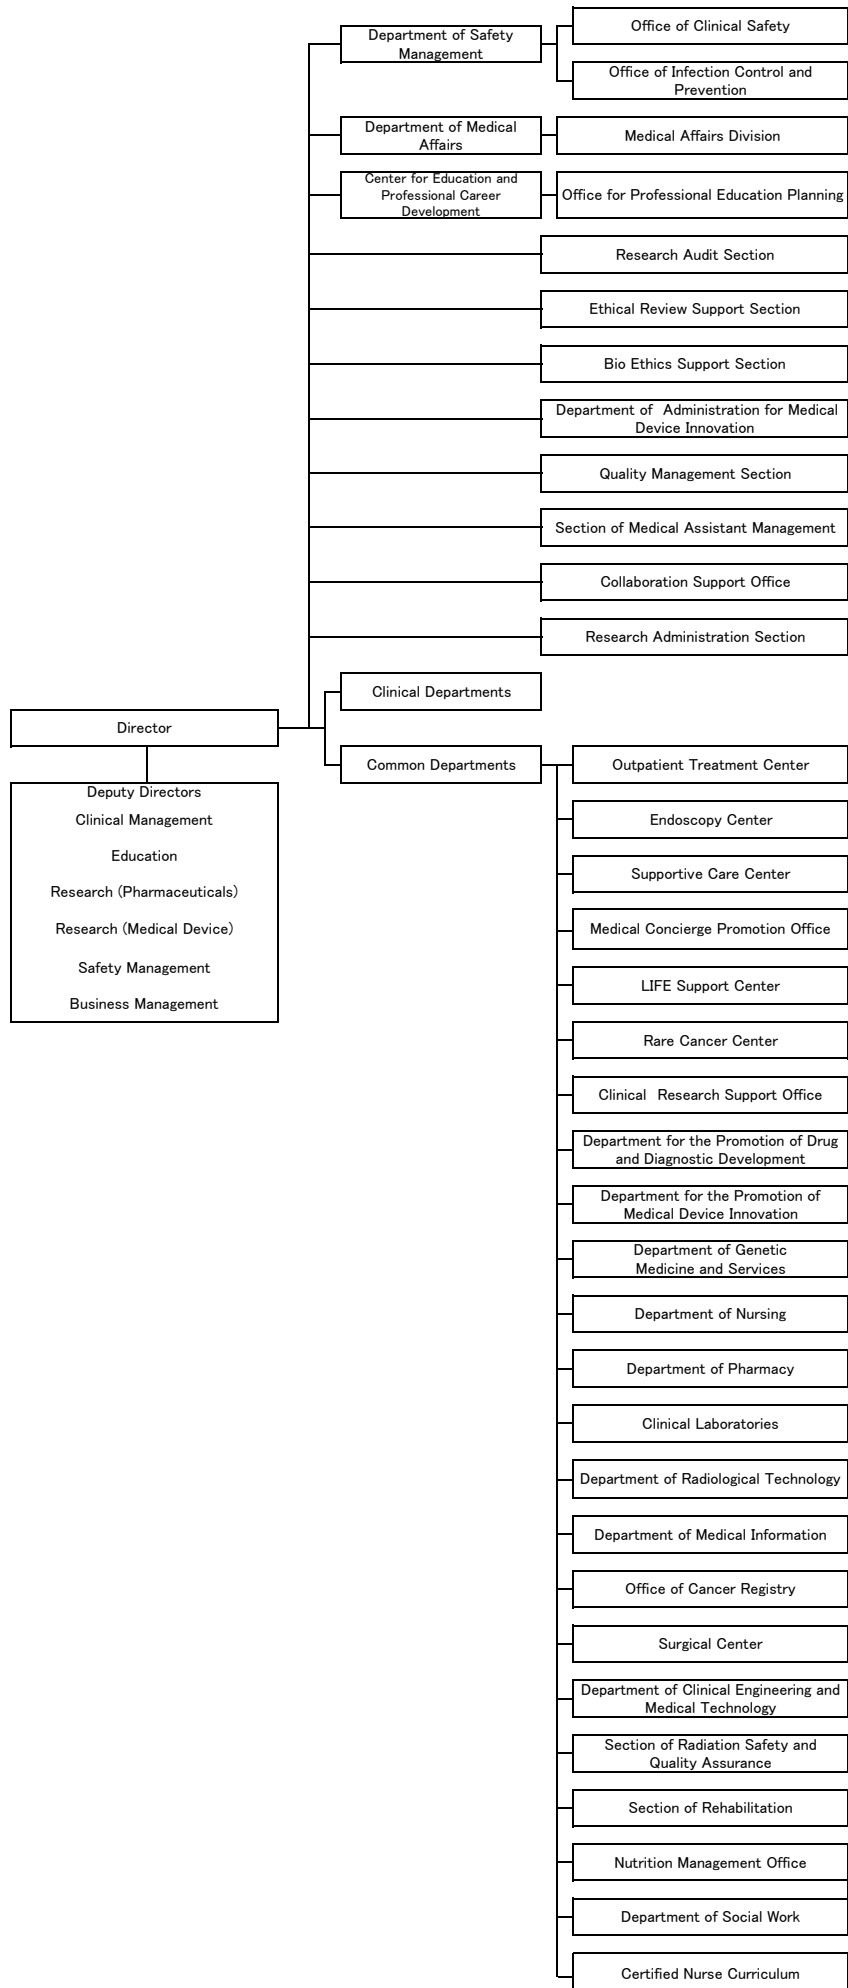 Department of Safety
Management
Office of Clinical Safety
Office of Infection Control and
Prevention
Department of Medical
Affairs
Medical Affairs Division
Center for Education and
Professional Career
Development
Office for Professional Education Planning
Research Audit Section
Ethical Review Support Section
Bio Ethics Support Section
Department of  Administration for Medical
Device Innovation
Quality Management Section
Section of Medical Assistant Management
Collaboration Support Office
Research Administration Section
Clinical Departments
Director
Deputy Directors
Clinical Management
Education
Research (Pharmaceuticals)
Research (Medical Device)
Safety Management
Business Management
Common Departments
Outpatient Treatment Center
Endoscopy Center
Supportive Care Center
Medical Concierge Promotion Office
LIFE Support Center
Rare Cancer Center
Clinical  Research Support Office
Department for the Promotion of Drug
and Diagnostic Development
Department for the Promotion of
Medical Device Innovation
Department of Genetic
Medicine and Services
Department of Nursing
Department of Pharmacy
Clinical Laboratories
Department of Radiological Technology
Department of Medical Information
Office of Cancer Registry
Surgical Center
Department of Clinical Engineering and
Medical Technology
Section of Radiation Safety and
Quality Assurance
Section of Rehabilitation
Nutrition Management Office
Department of Social Work
Certified Nurse Curriculum